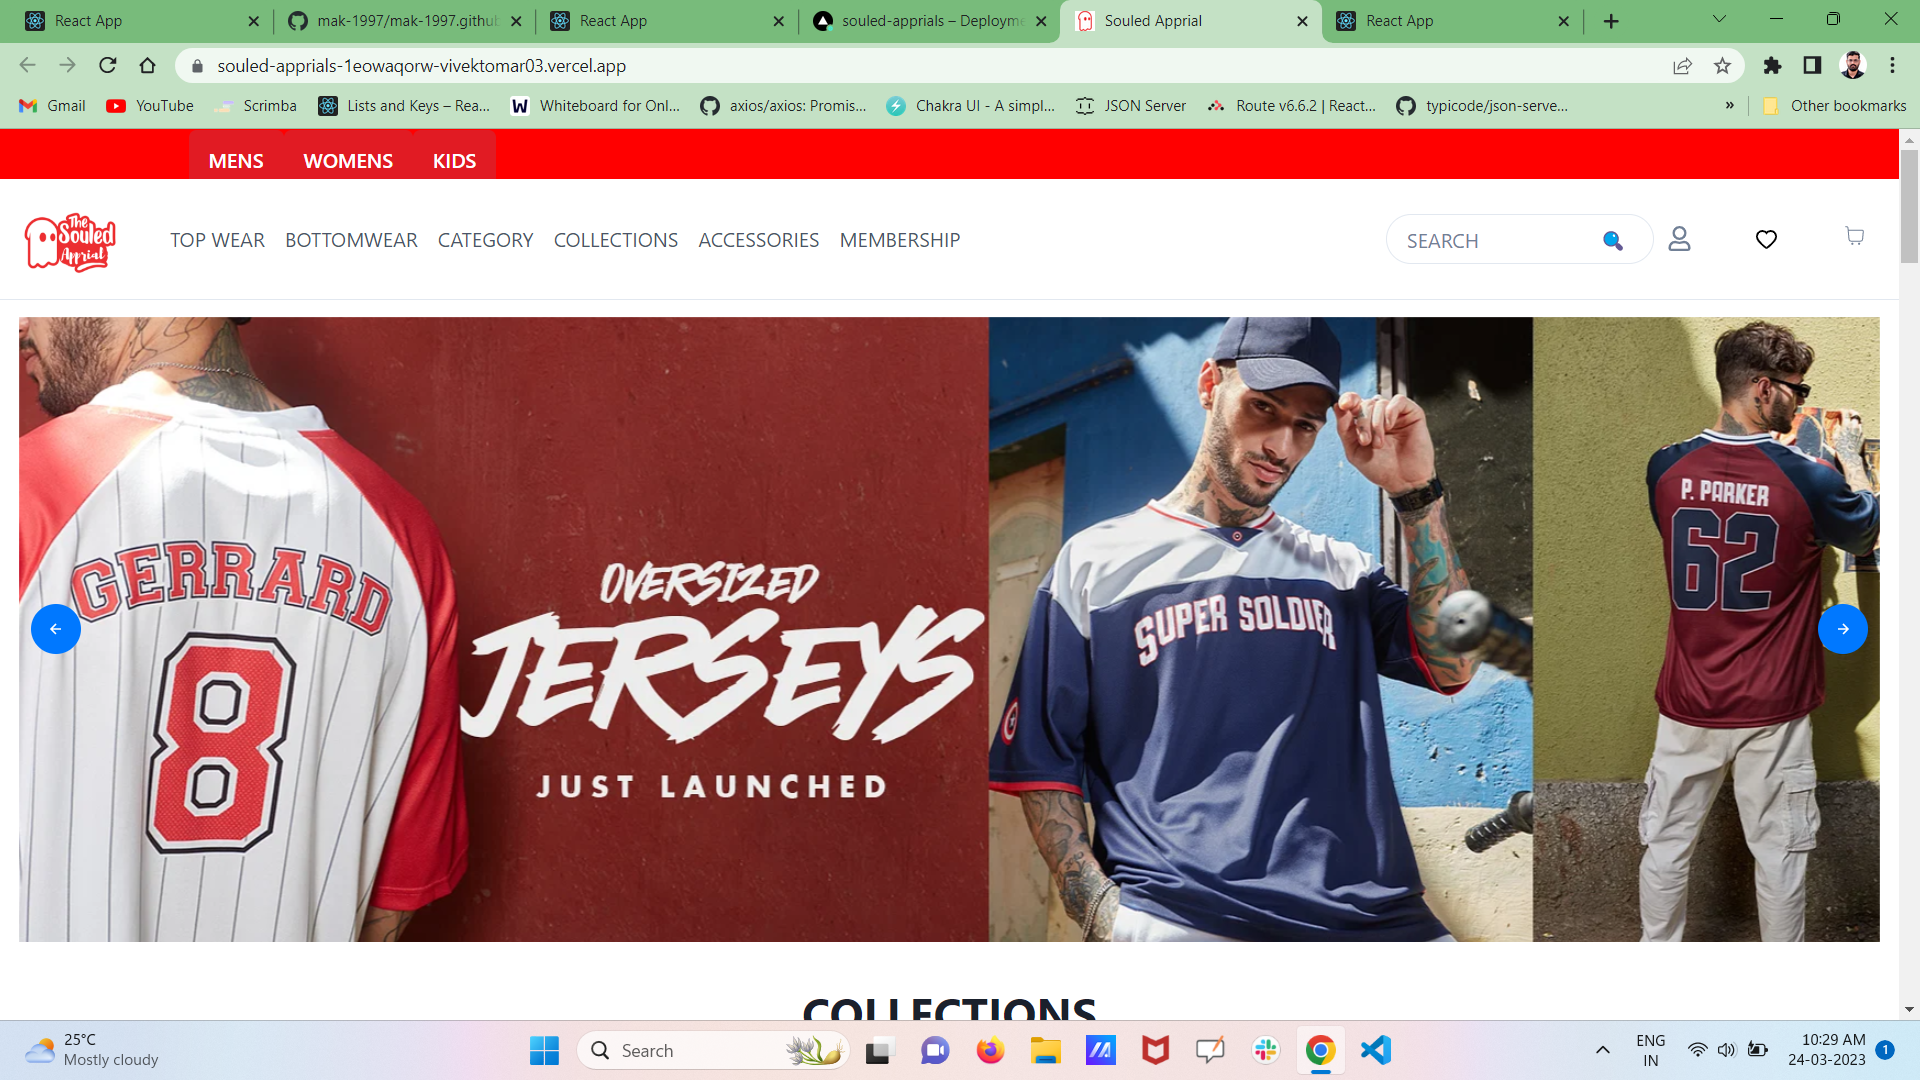 React App
mak-1997/mak-1997.github
React App
souled-apprials – Deployme
Souled Apprial
React App
souled-apprials-1eowaqorw-vivektomar03.vercel.app
Gmail
YouTube
Scrimba
Lists and Keys – Rea...
Whiteboard for Onl...
axios/axios: Promis...
Chakra UI - A simpl...
JSON Server
Route v6.6.2 | React...
typicode/json-serve...
»
Other bookmarks
MENS WOMENS KIDS
The
Souled
Apprial
TOP WEAR BOTTOMWEAR CATEGORY COLLECTIONS ACCESSORIES MEMBERSHIP
SEARCH
GERRARD
8
OVERSIZED
JERSEYS
JUST LAUNCHED
SUPER SOLDIER
P. PARKER
62
COLLECTIONS
25°C
Mostly cloudy
Search
ENG
IN
10:29 AM
24-03-2023
1